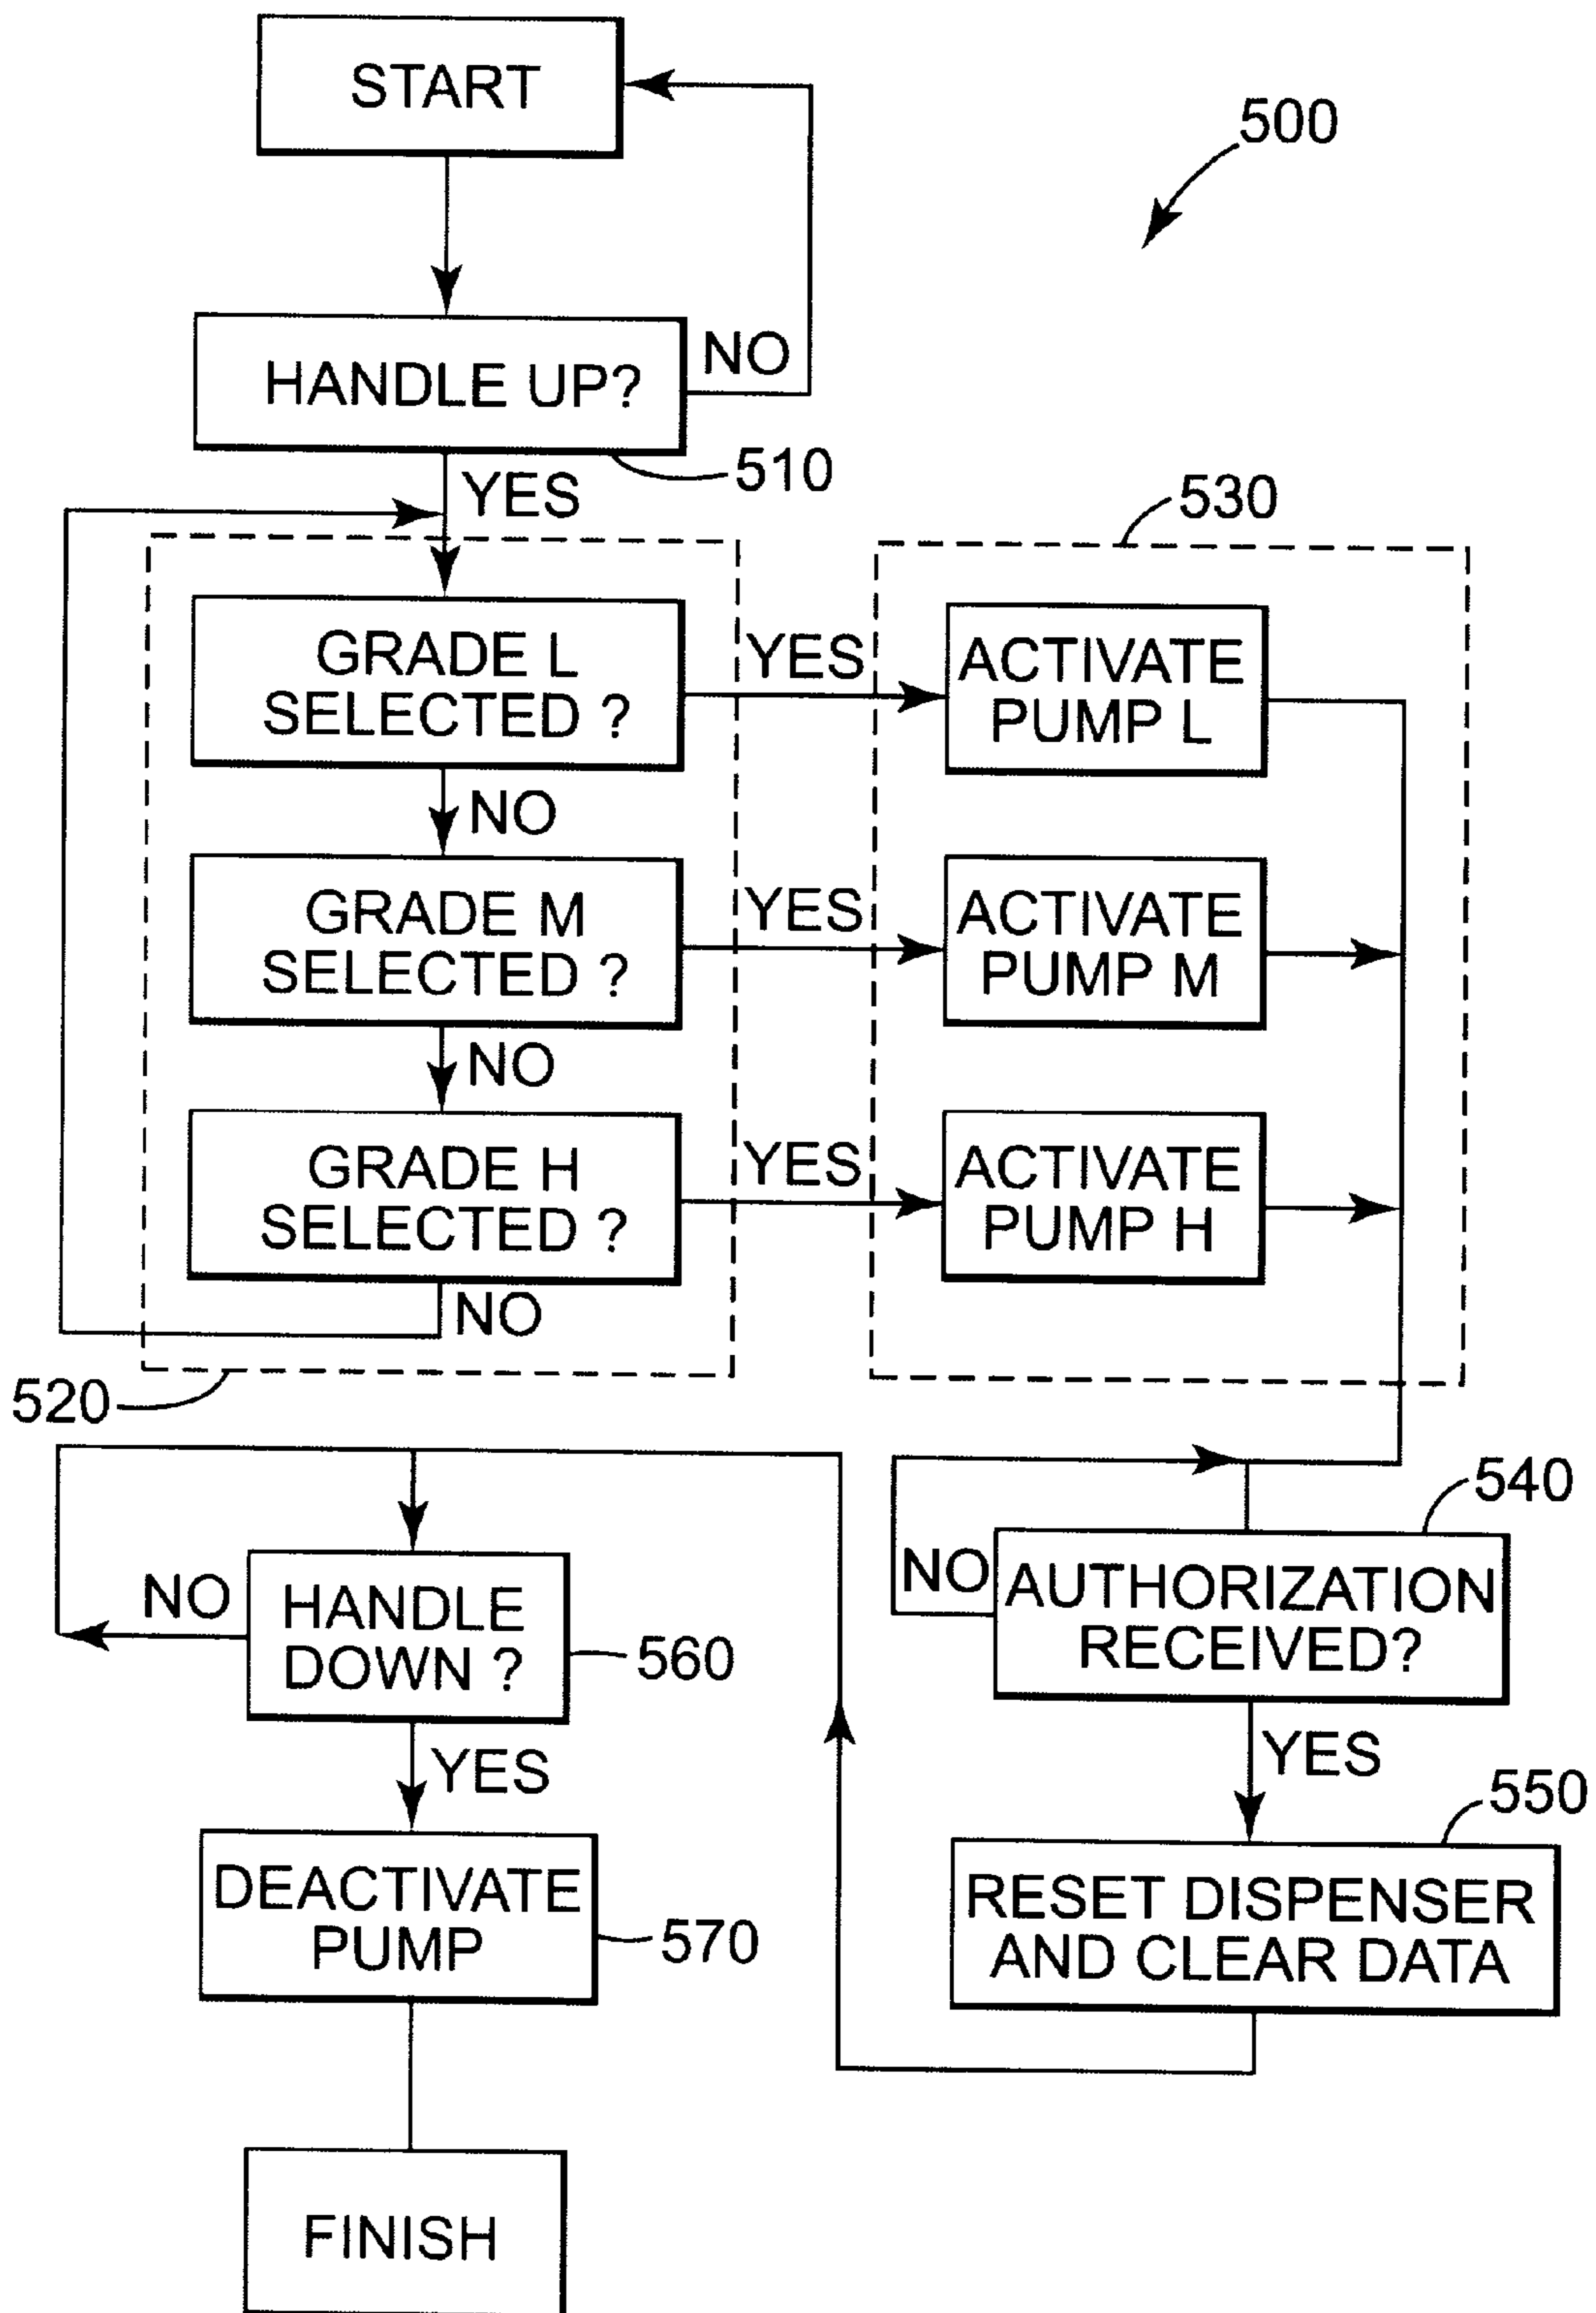 START
500
HANDLE UP?
NO
510
YES
530
GRADE L
SELECTED ?
YES
ACTIVATE
PUMP L
NO
GRADE M
SELECTED ?
YES
ACTIVATE
PUMP M
NO
GRADE H
SELECTED ?
YES
ACTIVATE
PUMP H
NO
520
540
NO
HANDLE
DOWN ?
560
NO
AUTHORIZATION
RECEIVED?
YES
YES
550
DEACTIVATE
PUMP
570
RESET DISPENSER
AND CLEAR DATA
FINISH